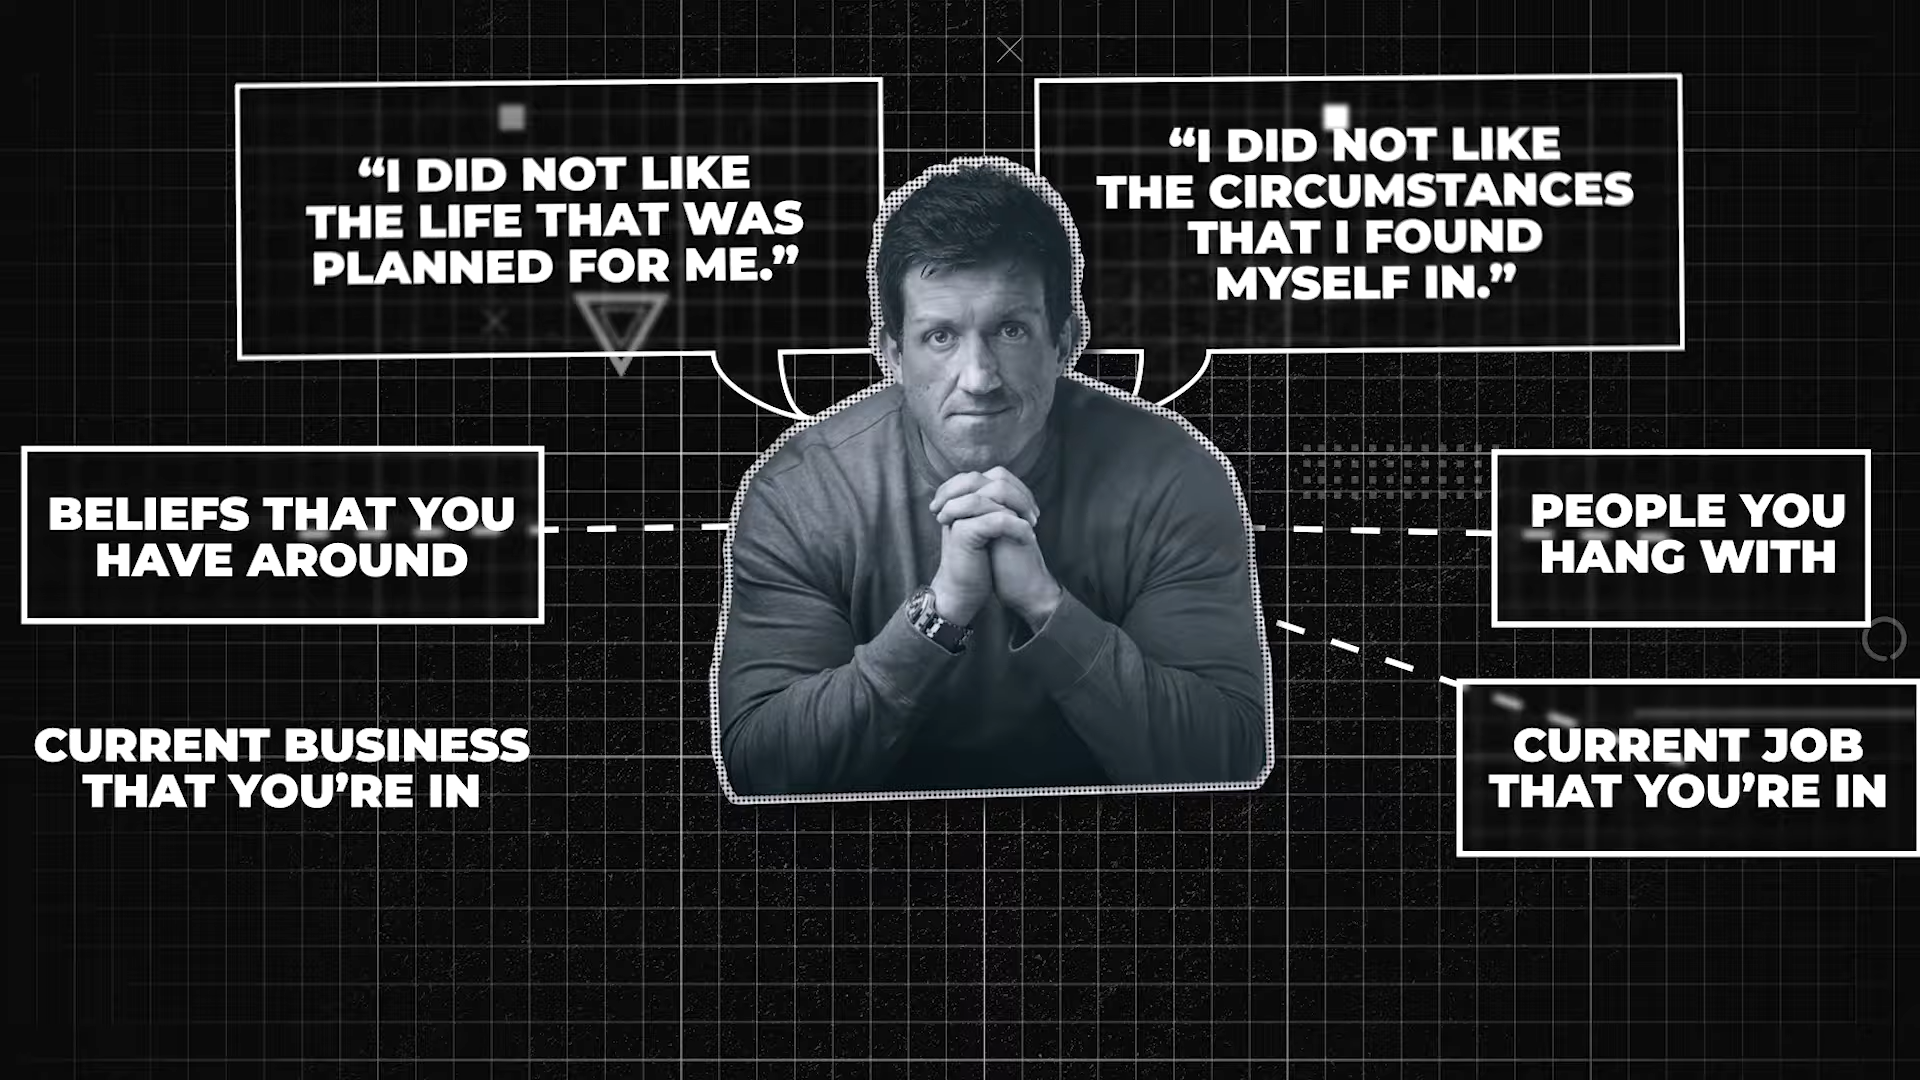 “I DID NOT LIKE
THE LIFE THAT WAS
PLANNED FOR ME.”
“I DID NOT LIKE
THE CIRCUMSTANCES
THAT I FOUND
MYSELF IN.”
BELIEFS THAT YOU
HAVE AROUND
PEOPLE YOU
HANG WITH
CURRENT BUSINESS
THAT YOU’RE IN
CURRENT JOB
THAT YOU’RE IN